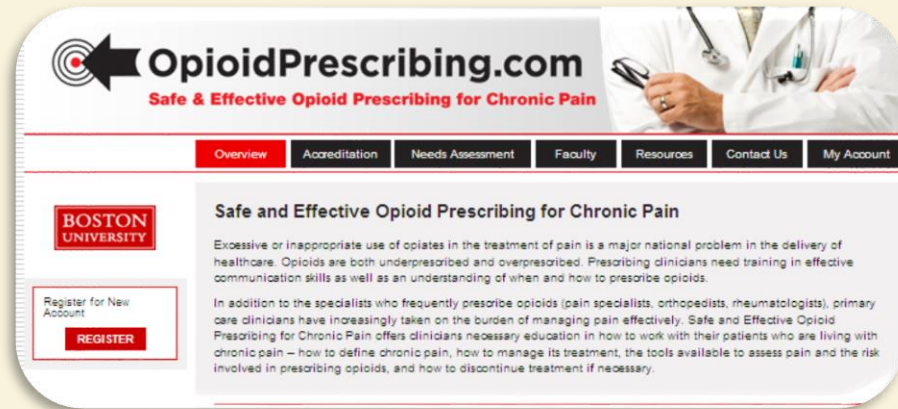 OpioidPrescribing.com
Safe & Effective Opioid Prescribing for Chronic Pain
Overview Accreditation Needs Assessment Faculty Resources Contact Us My Account
BOSTON
UNIVERSITY
Register for New
Account
REGISTER
Safe and Effective Opioid Prescribing for Chronic Pain
Excessive or inappropriate use of opiates in the treatment of pain is a major national problem in the delivery of
healthcare. Opioids are both underprescribed and overprescribed. Prescribing clinicians need training in effective
communication skills as well as an understanding of when and how to prescribe opioids.
In addition to the specialists who frequently prescribe opioids (pain specialists, orthopedists, rheumatologists), primary
care clinicians have increasingly taken on the burden of managing pain effectively. Safe and Effective Opioid
Prescribing for Chronic Pain offers clinicians necessary education in how to work with their patients who are living with
chronic pain – how to define chronic pain, how to manage its treatment, the tools available to assess pain and the risk
involved in prescribing opioids, and how to discontinue treatment if necessary.